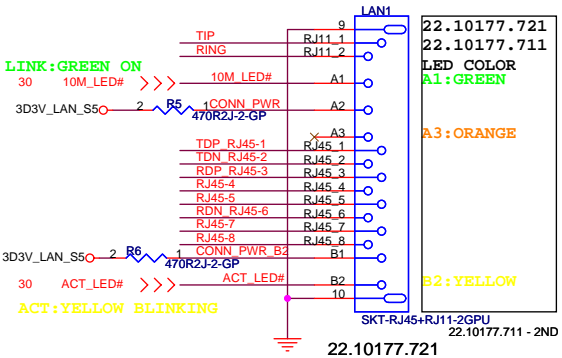 LAN1
9
22.10177.721
TIP
RJ11_1
22.10177.711
RING
RJ11_2
LINK:GREEN ON
LED COLOR
30
10M_LED#
10M_LED#
A1
A1:GREEN
3D3V_LAN_S5
2
R5
1
CONN_PWR
A2
470R2J-2-GP
A3
A3:ORANGE
TDP_RJ45-1
RJ45_1
TDN_RJ45-2
RJ45_2
RDP_RJ45-3
RJ45_3
RJ45-4
RJ45_4
RJ45-5
RJ45_5
RDN_RJ45-6
RJ45_6
RJ45-7
RJ45_7
RJ45-8
RJ45_8
3D3V_LAN_S5
2
R6
1
CONN_PWR_B2
B1
470R2J-2-GP
30
ACT_LED#
ACT_LED#
B2
B2:YELLOW
10
ACT:YELLOW BLINKING
SKT-RJ45+RJ11-2GPU
22.10177.711 - 2ND
22.10177.721